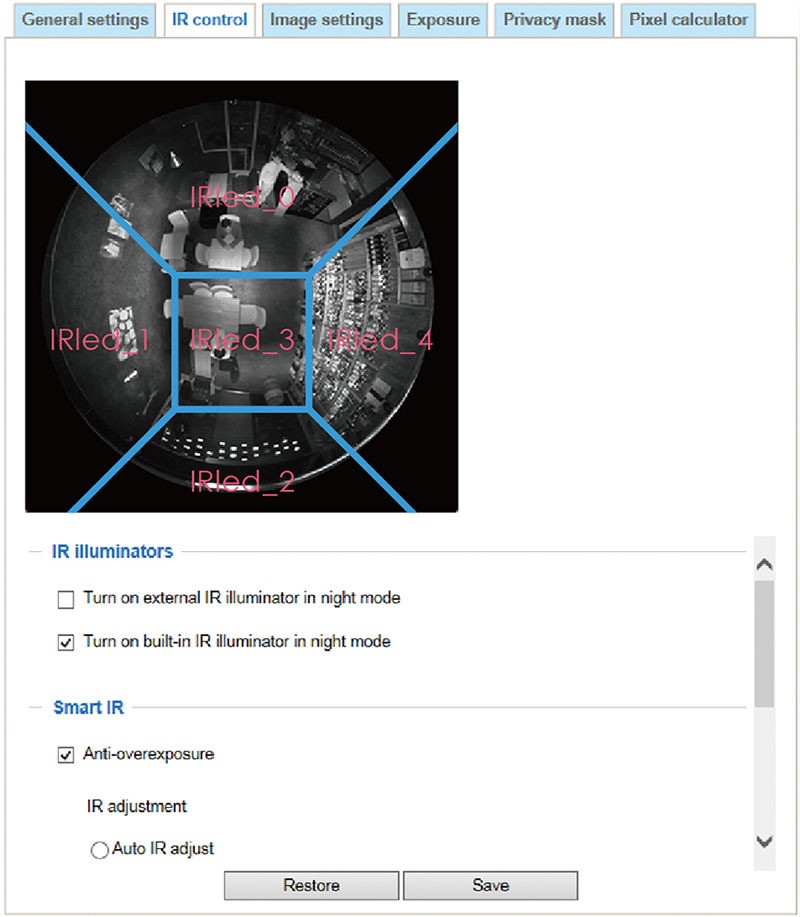 General settings IR control Image settings Exposure Privacy mask Pixel calculator
IRled_0
IRled_1 IRled_3 IRled_4
IRled_2
IR illuminators
Turn on external IR illuminator in night mode
Turn on built-in IR illuminator in night mode
Smart IR
Anti-overexposure
IR adjustment
Auto IR adjust
Restore Save